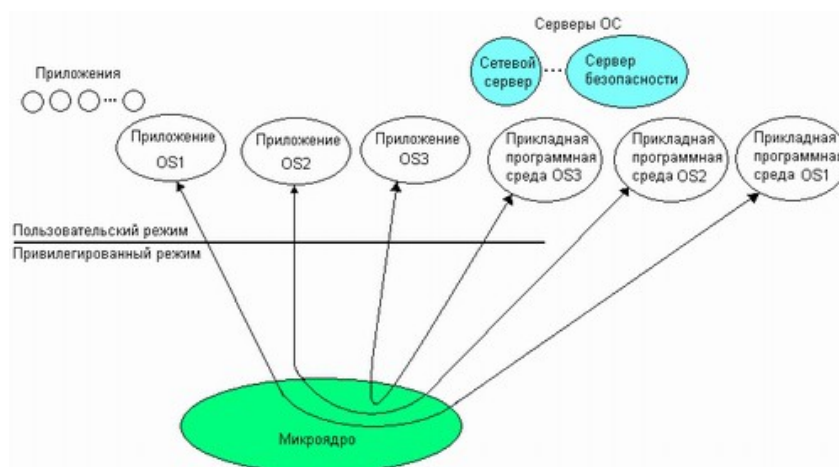 Серверы ОС
Сетевой
сервер
Сервер
безопасности
Приложения
Приложение
OS1
Приложение
OS2
Приложение
OS3
Прикладная
программная
среда OS3
Прикладная
программная
среда OS2
Прикладная
программная
среда OS1
Пользовательский режим
Привилегированный режим
Микроядро